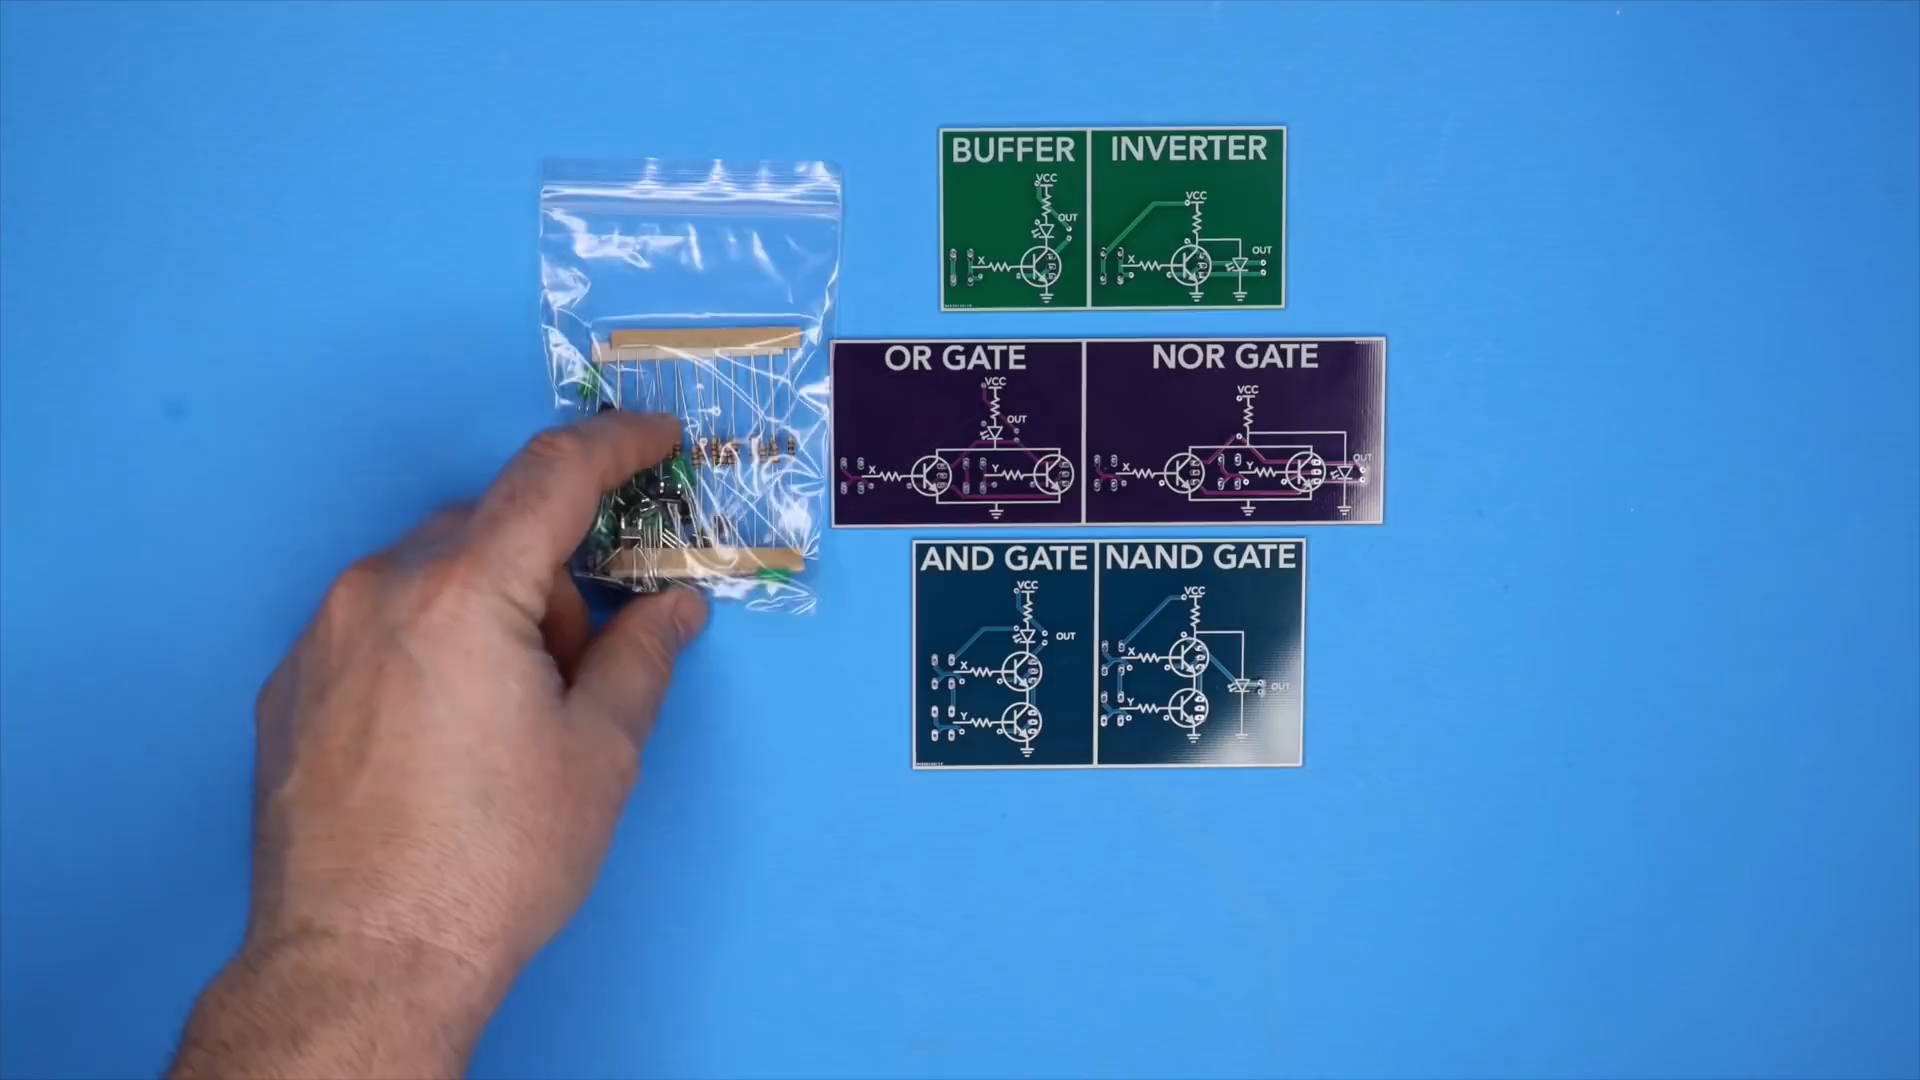 BUFFER
INVERTER
VCC
OUT
X
VCC
OUT
X
OR GATE
NOR GATE
VCC
OUT
X
Y
VCC
OUT
X
Y
AND GATE
NAND GATE
VCC
OUT
X
Y
VCC
OUT
X
Y